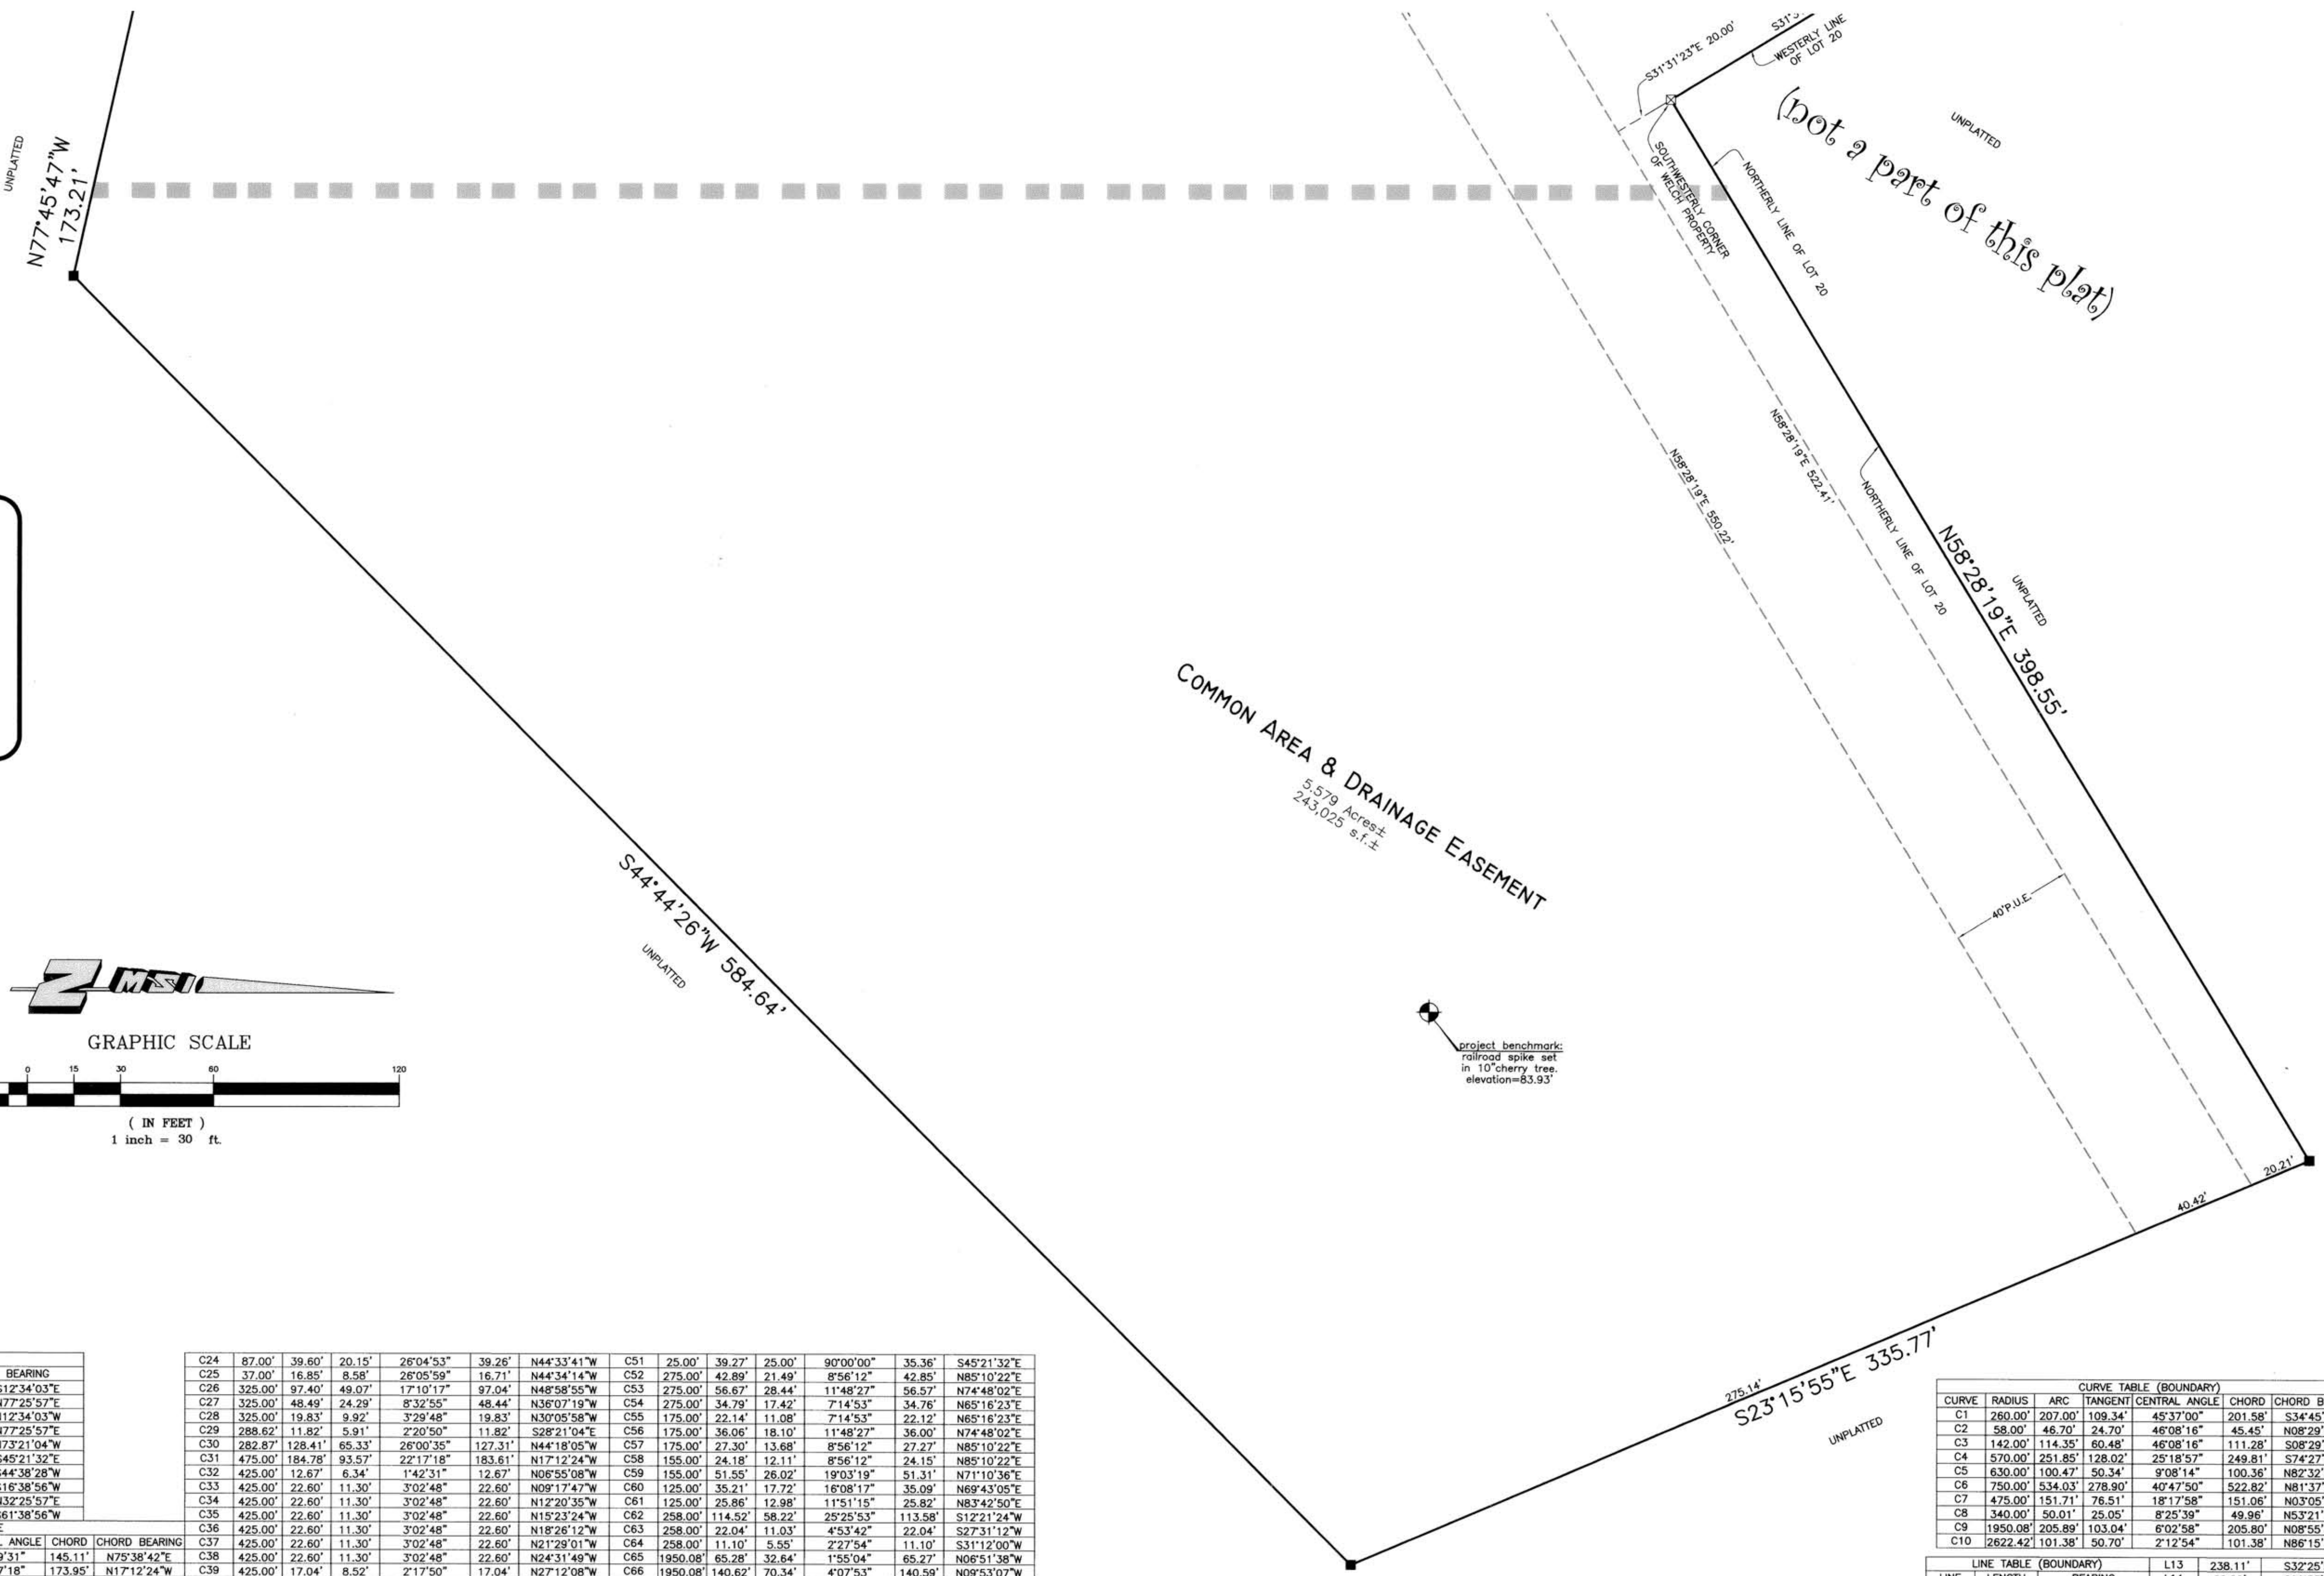 S31°31'23"E 20.00'
WESTERLY LINE
OF LOT 20
UNPLATTED
N77°45'47"W
173.21'
(not a part of this plat)
UNPLATTED
SOUTHWESTERLY CORNER
OF WELCH PROPERTY
NORTHERLY LINE OF LOT 20
N58°28'19"E 550.22'
N58°28'19"E 522.41'
NORTHERLY LINE OF LOT 20
N58°28'19"E 398.55'
UNPLATTED
COMMON AREA & DRAINAGE EASEMENT
5.579 Acres±
243,025 s.f.±
S44°44'26"W 584.64'
UNPLATTED
40'P.U.E.
Z MSI
GRAPHIC SCALE
0 15 30 60 120
( IN FEET )
1 inch = 30 ft.
project benchmark:
railroad spike set
in 10"cherry tree.
elevation=83.93'
20.21'
40.42'
275.14'
S23°15'55"E 335.77'
UNPLATTED
BEARING
S12°34'03"E
N77°25'57"E
N12°34'03"W
N77°25'57"E
N73°21'04"W
S45°21'32"E
S44°38'28"W
S16°38'56"W
N32°25'57"E
S61°38'56"W
ANGLE CHORD CHORD BEARING
9'31" 145.11' N75°38'42"E
7'18" 173.95' N17°12'24"W
C24 87.00' 39.60' 20.15' 26°04'53" 39.26' N44°33'41"W C51 25.00' 39.27' 25.00' 90°00'00" 35.36' S45°21'32"E
C25 37.00' 16.85' 8.58' 26°05'59" 16.71' N44°34'14"W C52 275.00' 42.89' 21.49' 8°56'12" 42.85' N85°10'22"E
C26 325.00' 97.40' 49.07' 17°10'17" 97.04' N48°58'55"W C53 275.00' 56.67' 28.44' 11°48'27" 56.57' N74°48'02"E
C27 325.00' 48.49' 24.29' 8°32'55" 48.44' N36°07'19"W C54 275.00' 34.79' 17.42' 7°14'53" 34.76' N65°16'23"E
C28 325.00' 19.83' 9.92' 3°29'48" 19.83' N30°05'58"W C55 175.00' 22.14' 11.08' 7°14'53" 22.12' N65°16'23"E
C29 288.62' 11.82' 5.91' 2°20'50" 11.82' S28°21'04"E C56 175.00' 36.06' 18.10' 11°48'27" 36.00' N74°48'02"E
C30 282.87' 128.41' 65.33' 26°00'35" 127.31' N44°18'05"W C57 175.00' 27.30' 13.68' 8°56'12" 27.27' N85°10'22"E
C31 475.00' 184.78' 93.57' 22°17'18" 183.61' N17°12'24"W C58 155.00' 24.18' 12.11' 8°56'12" 24.15' N85°10'22"E
C32 425.00' 12.67' 6.34' 1°42'31" 12.67' N06°55'08"W C59 155.00' 51.55' 26.02' 19°03'19" 51.31' N71°10'36"E
C33 425.00' 22.60' 11.30' 3°02'48" 22.60' N09°17'47"W C60 125.00' 35.21' 17.72' 16°08'17" 35.09' N69°43'05"E
C34 425.00' 22.60' 11.30' 3°02'48" 22.60' N12°20'35"W C61 125.00' 25.86' 12.98' 11°51'15" 25.82' N83°42'50"E
C35 425.00' 22.60' 11.30' 3°02'48" 22.60' N15°23'24"W C62 258.00' 114.52' 58.22' 25°25'53" 113.58' S12°21'24"W
C36 425.00' 22.60' 11.30' 3°02'48" 22.60' N18°26'12"W C63 258.00' 22.04' 11.03' 4°53'42" 22.04' S27°31'12"W
C37 425.00' 22.60' 11.30' 3°02'48" 22.60' N21°29'01"W C64 258.00' 11.10' 5.55' 2°27'54" 11.10' S31°12'00"W
C38 425.00' 22.60' 11.30' 3°02'48" 22.60' N24°31'49"W C65 1950.08' 65.28' 32.64' 1°55'04" 65.27' N06°51'38"W
C39 425.00' 17.04' 8.52' 2°17'50" 17.04' N27°12'08"W C66 1950.08' 140.62' 70.34' 4°07'53" 140.59' N09°53'07"W
CURVE TABLE (BOUNDARY)
CURVE RADIUS ARC TANGENT CENTRAL ANGLE CHORD CHORD B
C1 260.00' 207.00' 109.34' 45°37'00" 201.58' S34°45'
C2 58.00' 46.70' 24.70' 46°08'16" 45.45' N08°29'
C3 142.00' 114.35' 60.48' 46°08'16" 111.28' S08°29'
C4 570.00' 251.85' 128.02' 25°18'57" 249.81' S74°27'
C5 630.00' 100.47' 50.34' 9°08'14" 100.36' N82°32'
C6 750.00' 534.03' 278.90' 40°47'50" 522.82' N81°37'
C7 475.00' 151.71' 76.51' 18°17'58" 151.06' N03°05'
C8 340.00' 50.01' 25.05' 8°25'39" 49.96' N53°21'
C9 1950.08' 205.89' 103.04' 6°02'58" 205.80' N08°55'
C10 2622.42' 101.38' 50.70' 2°12'54" 101.38' N86°15'
LINE TABLE (BOUNDARY) L13 238.11' S32°25'